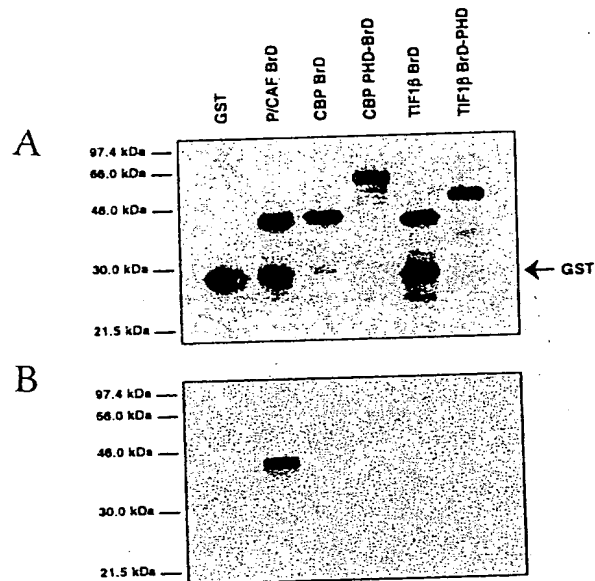 GST
P/CAF BrD
CBP BrD
CBP PHD-BrD
TIF1β BrD
TIF1β BrD-PHD
A
97.4 kDa
66.0 kDa
46.0 kDa
30.0 kDa
21.5 kDa
GST
B
97.4 kDa
66.0 kDa
46.0 kDa
30.0 kDa
21.5 kDa